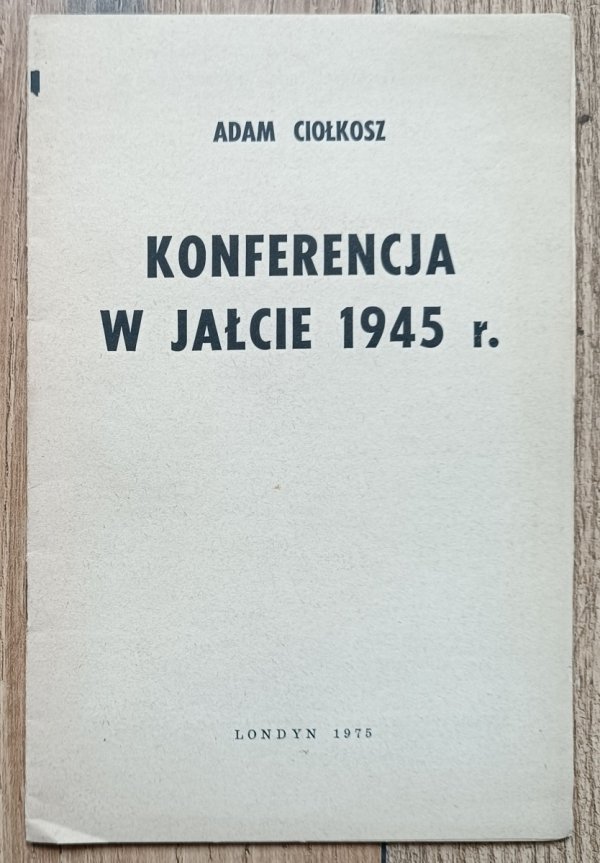 ADAM CIOŁKOSZ
KONFERENCJA
W JAŁCIE 1945 r.
LONDYN 1975